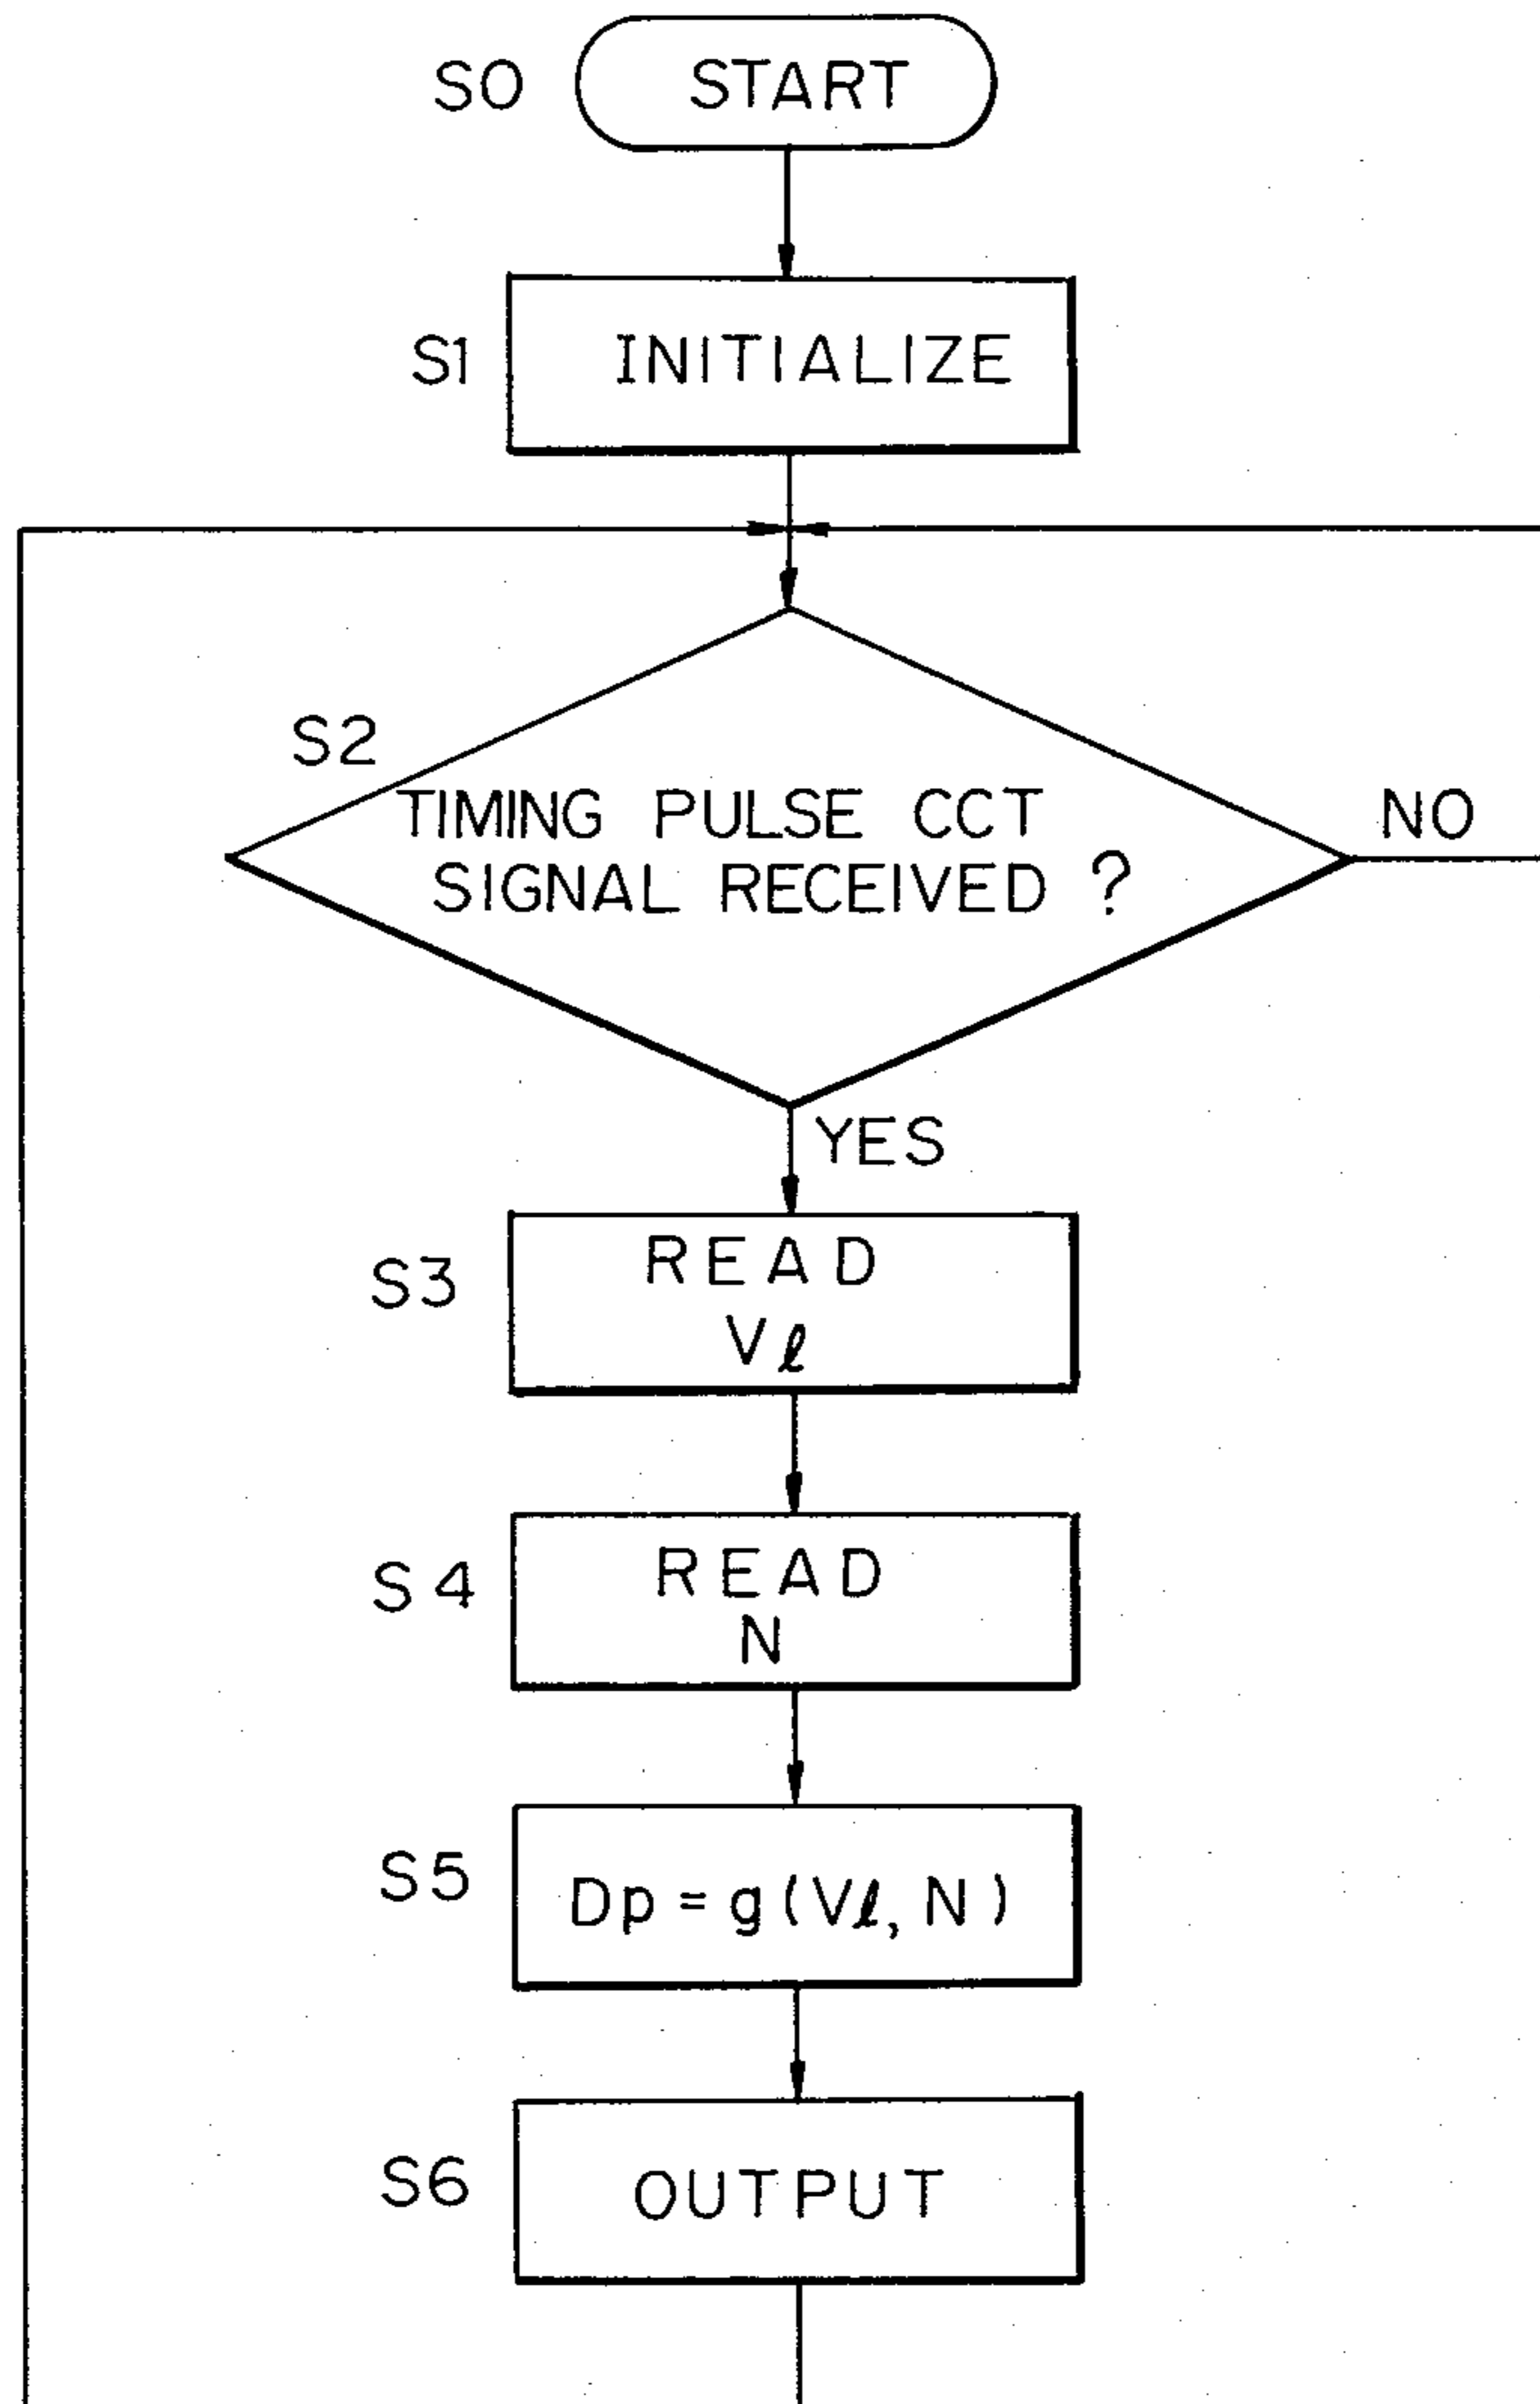 S0 START
S1 INITIALIZE
S2
TIMING PULSE CCT
SIGNAL RECEIVED ?
NO
YES
S3 READ
Vℓ
S4 READ
N
S5 Dp = g(Vℓ, N)
S6 OUTPUT